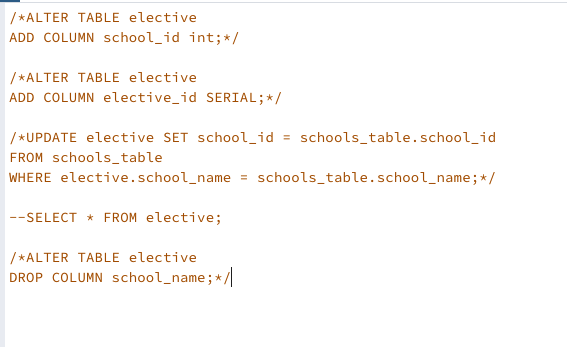 /*ALTER TABLE elective
ADD COLUMN school_id int;*/
/*ALTER TABLE elective
ADD COLUMN elective_id SERIAL;*/
/*UPDATE elective SET school_id = schools_table.school_id
FROM schools_table
WHERE elective.school_name = schools_table.school_name;*/
--SELECT * FROM elective;
/*ALTER TABLE elective
DROP COLUMN school_name;*/